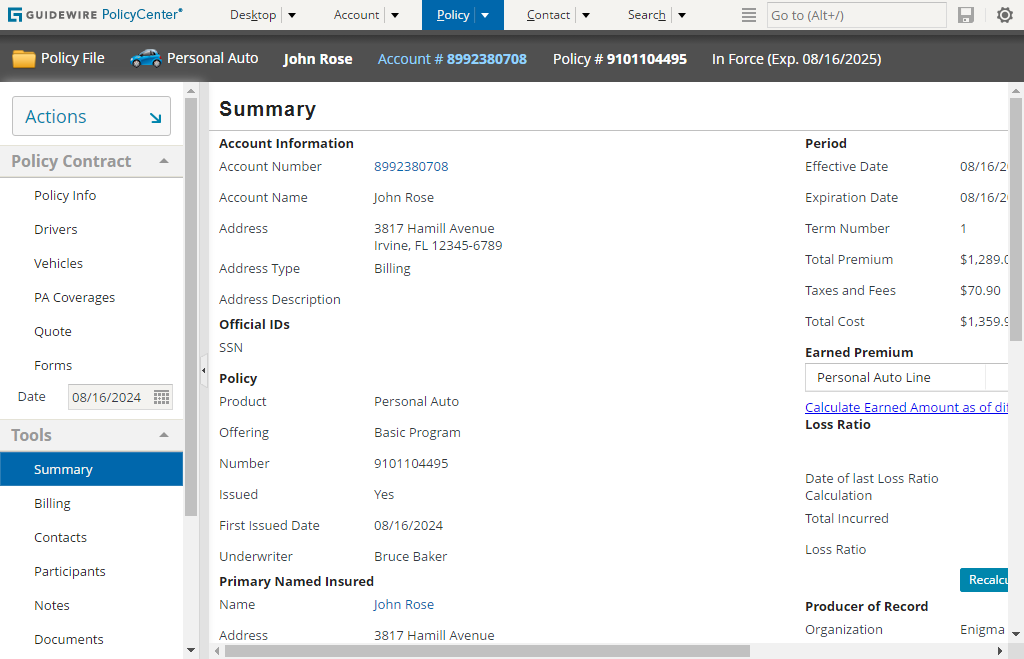 GUIDEWIRE PolicyCenter®
Desktop
Account
Policy
Contact
Search
Go to (Alt+/)
Policy File
Personal Auto
John Rose
Account # 8992380708
Policy # 9101104495
In Force (Exp. 08/16/2025)
Actions
Policy Contract
Policy Info
Drivers
Vehicles
PA Coverages
Quote
Forms
Date 08/16/2024
Tools
Summary
Billing
Contacts
Participants
Notes
Documents
Summary
Account Information
Account Number 8992380708
Account Name John Rose
Address 3817 Hamill Avenue
Irvine, FL 12345-6789
Address Type Billing
Address Description
Official IDs
SSN
Policy
Product Personal Auto
Offering Basic Program
Number 9101104495
Issued Yes
First Issued Date 08/16/2024
Underwriter Bruce Baker
Primary Named Insured
Name John Rose
Address 3817 Hamill Avenue
Period
Effective Date 08/16/2
Expiration Date 08/16/2
Term Number 1
Total Premium $1,289.0
Taxes and Fees $70.90
Total Cost $1,359.9
Earned Premium
Personal Auto Line
Calculate Earned Amount as of dif
Loss Ratio
Date of last Loss Ratio
Calculation
Total Incurred
Loss Ratio
Recalcu
Producer of Record
Organization Enigma